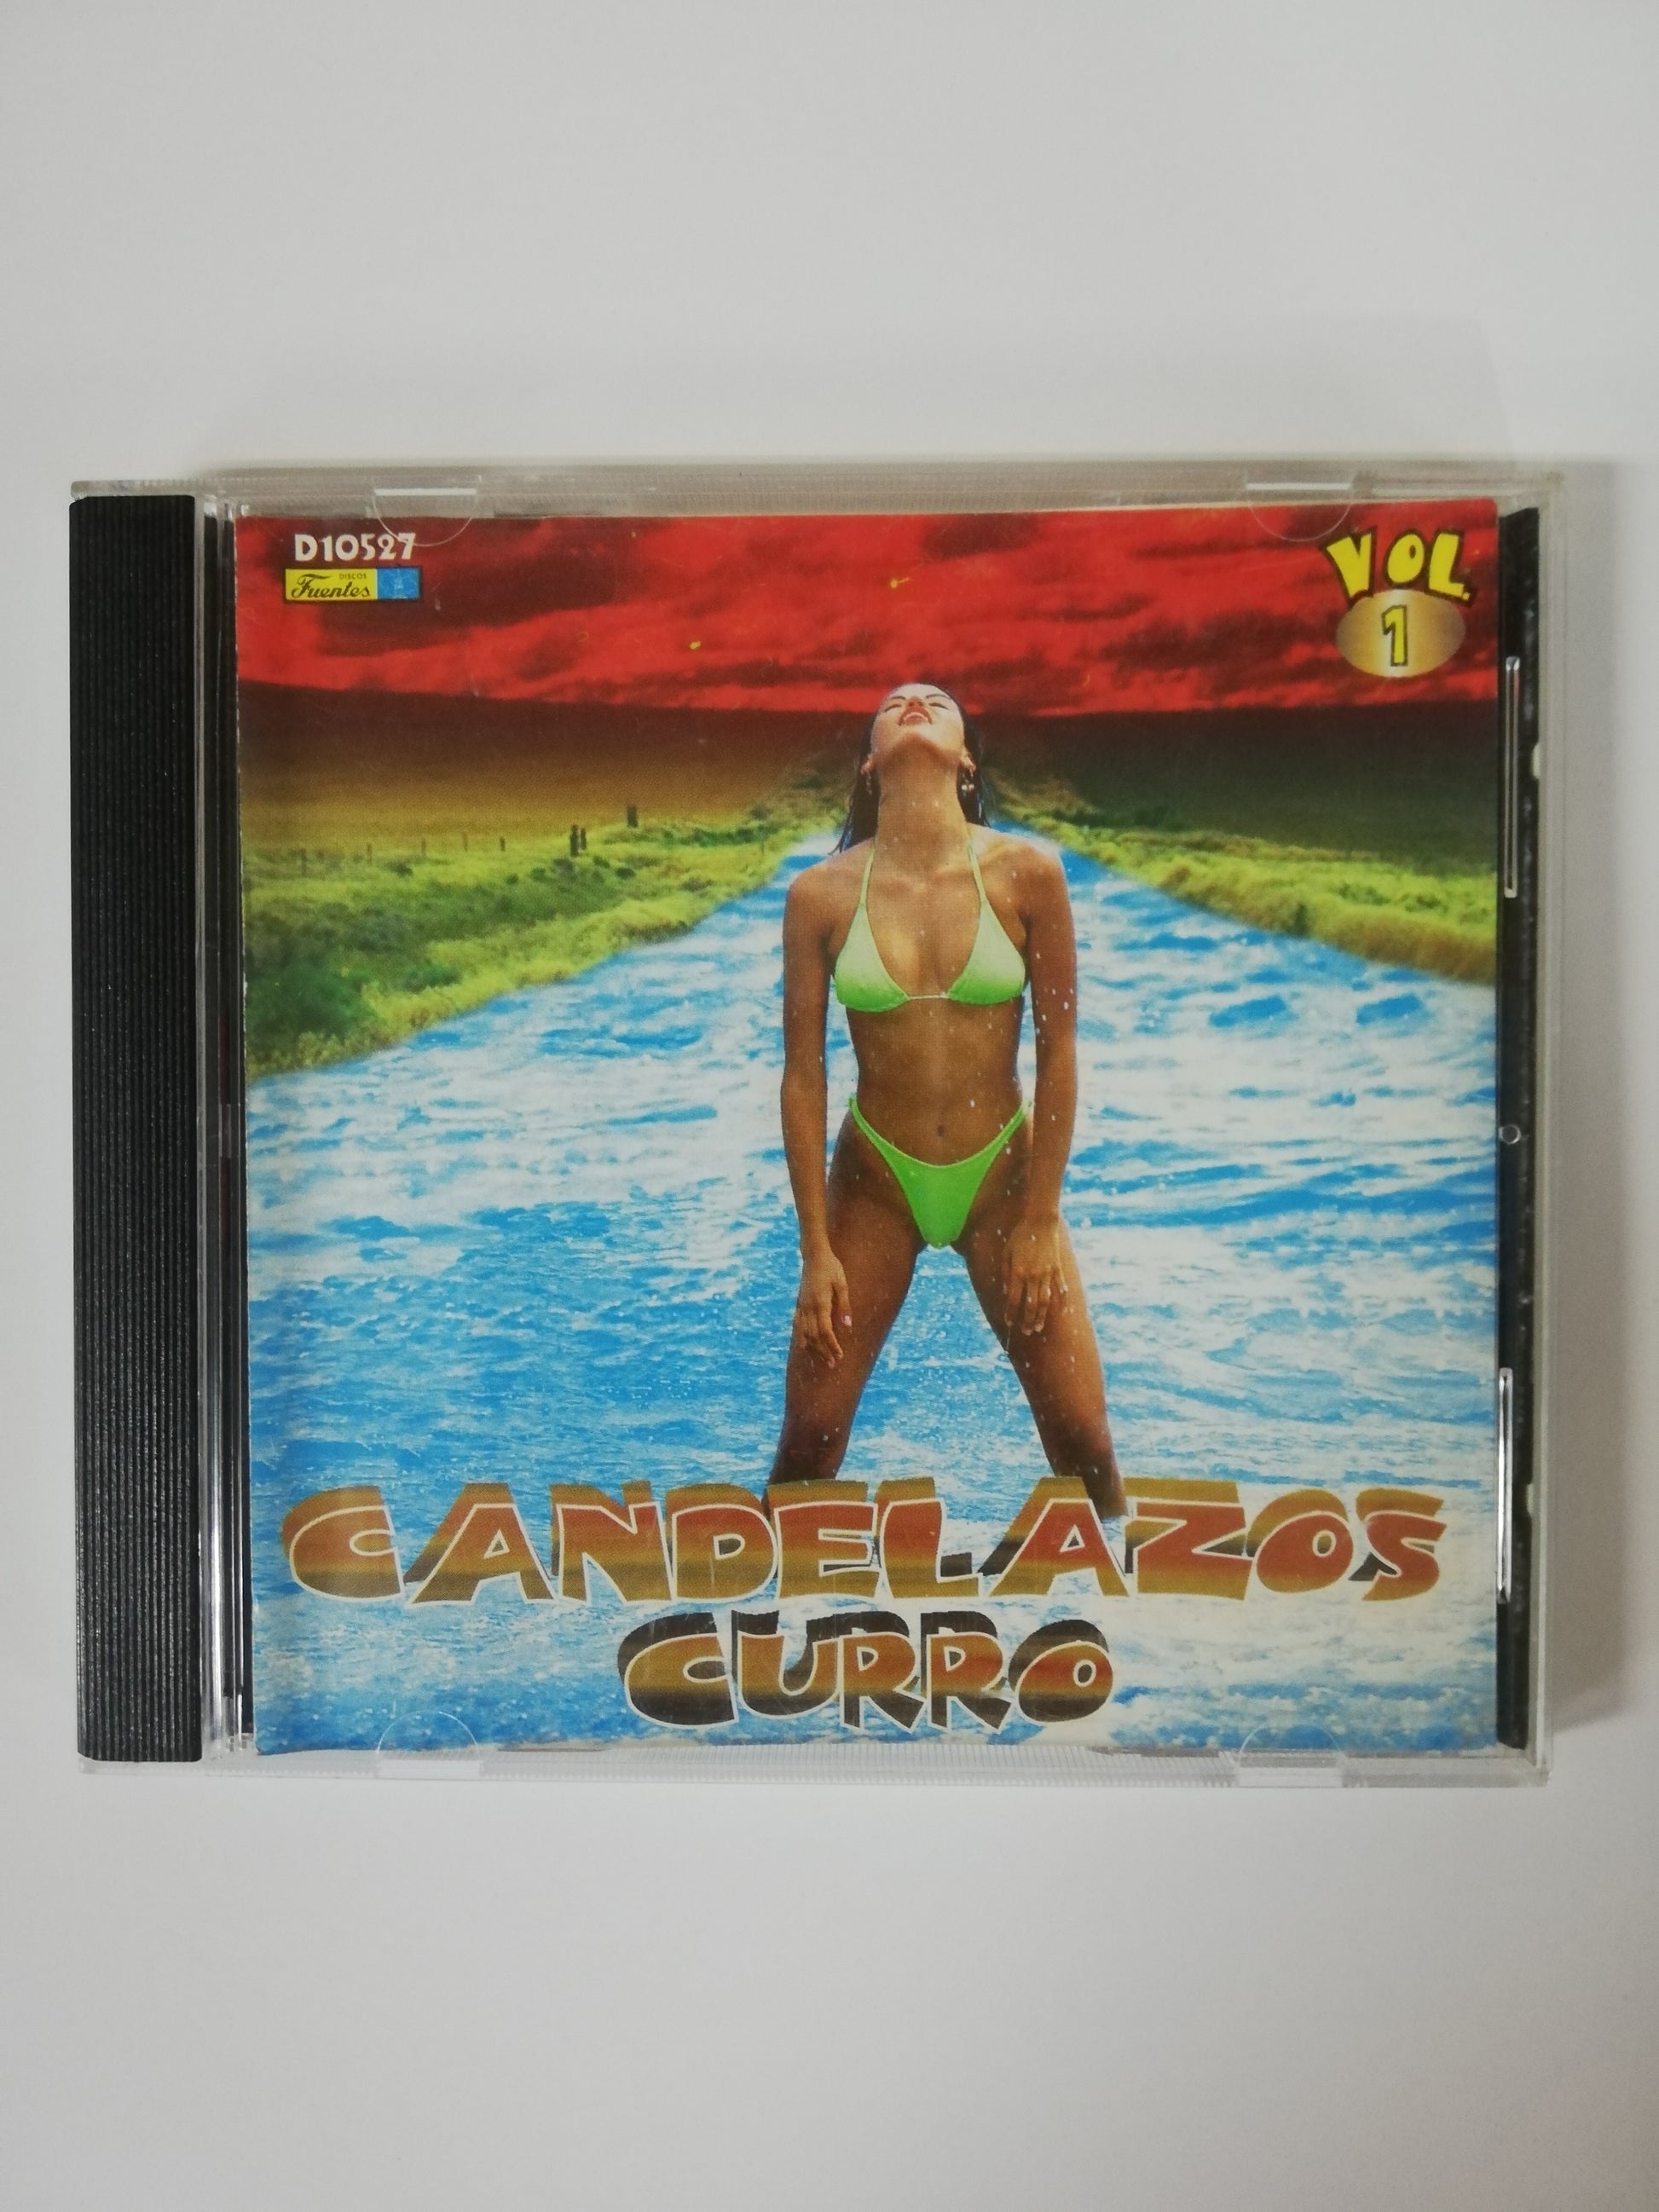 D10527
DISCOS
Fuentes
VOL.
1
CANDELAZOS
CURRO